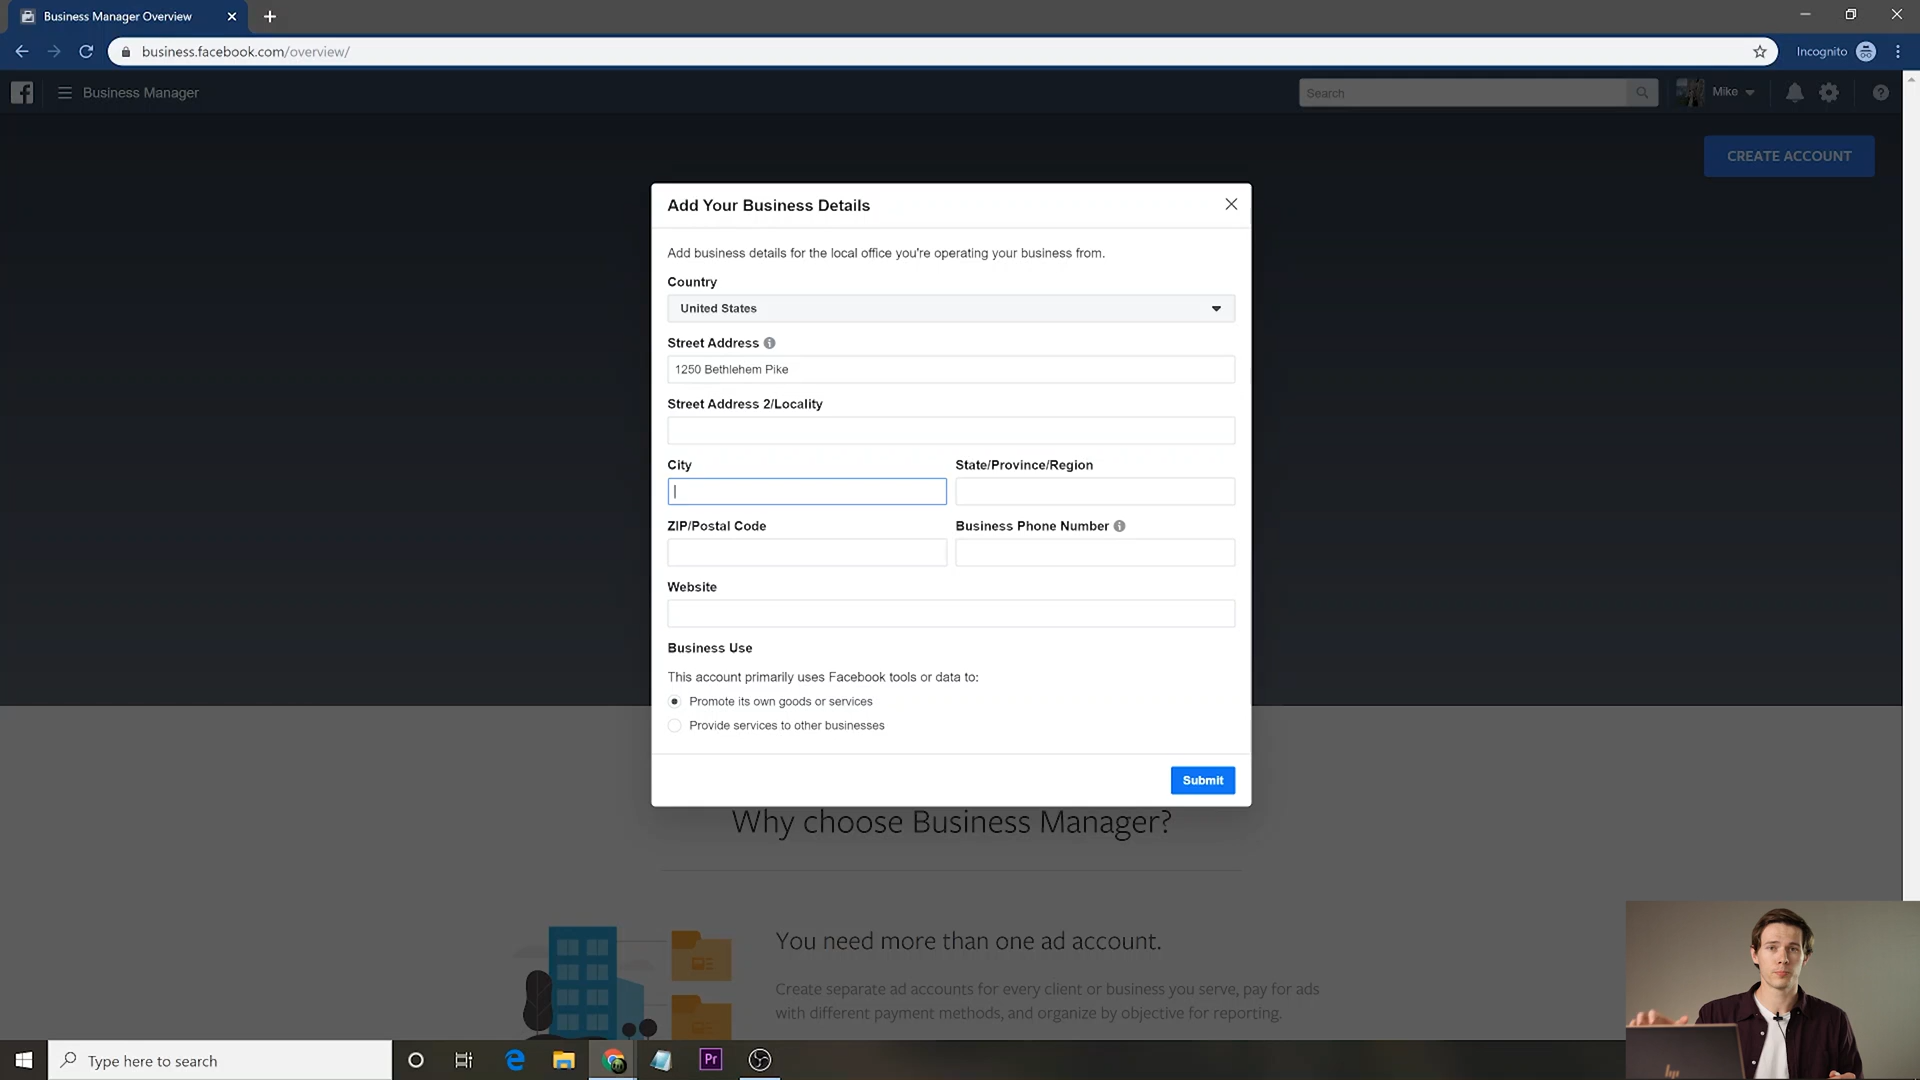 Business Manager Overview
business.facebook.com/overview/
Incognito
Business Manager
Search
Mike
CREATE ACCOUNT
Add Your Business Details
Add business details for the local office you're operating your business from.
Country
United States
Street Address
1250 Bethlehem Pike
Street Address 2/Locality
City
State/Province/Region
ZIP/Postal Code
Business Phone Number
Website
Business Use
This account primarily uses Facebook tools or data to:
Promote its own goods or services
Provide services to other businesses
Submit
Why choose Business Manager?
You need more than one ad account.
Create separate ad accounts for every client or business you serve, pay for ads
with different payment methods, and organize by objective for reporting.
Type here to search
Pr
hp